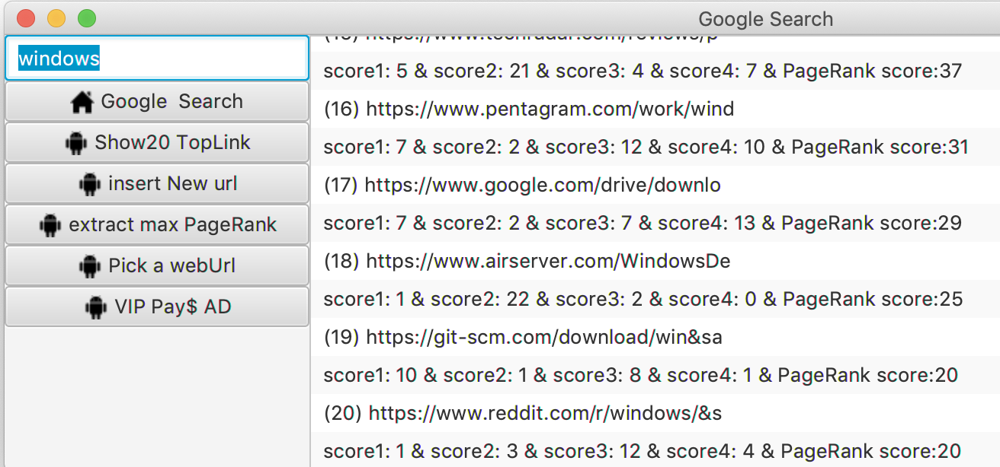 Google Search
windows
Google  Search
Show20 TopLink
insert New url
extract max PageRank
Pick a webUrl
VIP Pay$ AD
score1: 5 & score2: 21 & score3: 4 & score4: 7 & PageRank score:37
(16) https://www.pentagram.com/work/wind
score1: 7 & score2: 2 & score3: 12 & score4: 10 & PageRank score:31
(17) https://www.google.com/drive/downlo
score1: 7 & score2: 2 & score3: 7 & score4: 13 & PageRank score:29
(18) https://www.airserver.com/WindowsDe
score1: 1 & score2: 22 & score3: 2 & score4: 0 & PageRank score:25
(19) https://git-scm.com/download/win&sa
score1: 10 & score2: 1 & score3: 8 & score4: 1 & PageRank score:20
(20) https://www.reddit.com/r/windows/&s
score1: 1 & score2: 3 & score3: 12 & score4: 4 & PageRank score:20